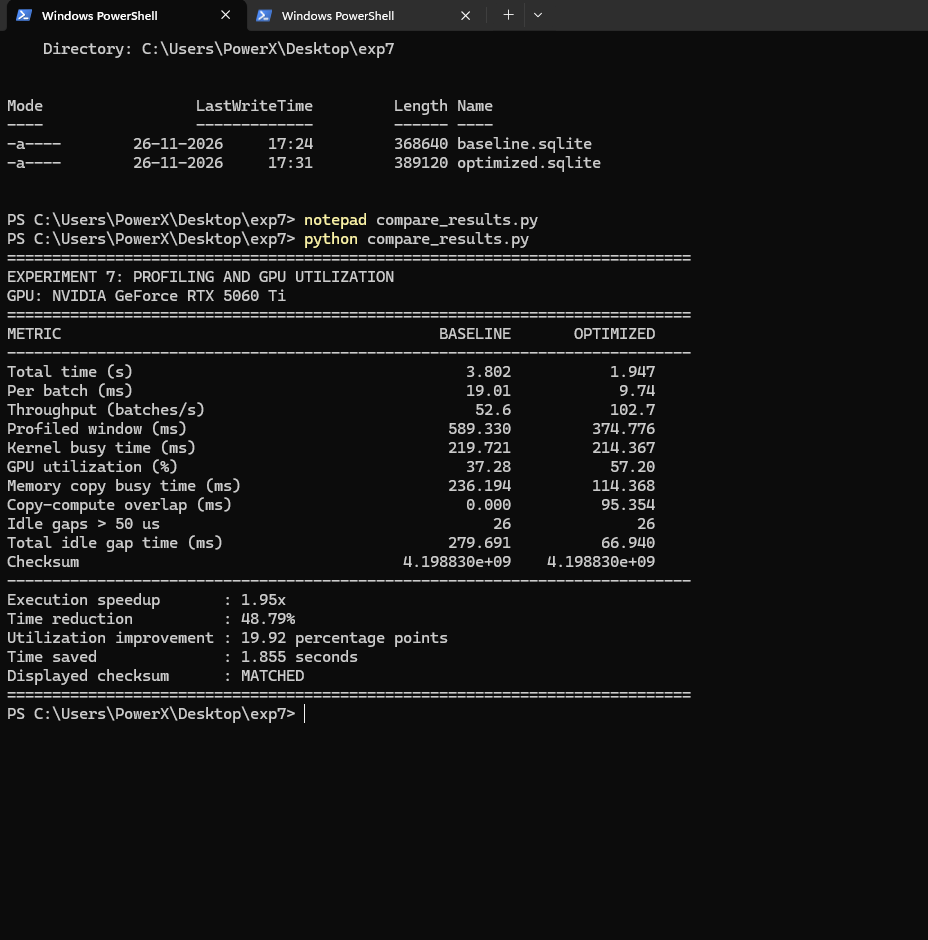 Windows PowerShell
Windows PowerShell
Directory: C:\Users\PowerX\Desktop\exp7
Mode                 LastWriteTime         Length Name
----                 -------------         ------ ----
-a----        26-11-2026     17:24         368640 baseline.sqlite
-a----        26-11-2026     17:31         389120 optimized.sqlite
PS C:\Users\PowerX\Desktop\exp7> notepad compare_results.py
PS C:\Users\PowerX\Desktop\exp7> python compare_results.py
============================================================================
EXPERIMENT 7: PROFILING AND GPU UTILIZATION
GPU: NVIDIA GeForce RTX 5060 Ti
============================================================================
METRIC                                          BASELINE       OPTIMIZED
----------------------------------------------------------------------------
Total time (s)                                     3.802           1.947
Per batch (ms)                                     19.01            9.74
Throughput (batches/s)                              52.6           102.7
Profiled window (ms)                             589.330         374.776
Kernel busy time (ms)                            219.721         214.367
GPU utilization (%)                                37.28           57.20
Memory copy busy time (ms)                       236.194         114.368
Copy-compute overlap (ms)                          0.000          95.354
Idle gaps > 50 us                                     26              26
Total idle gap time (ms)                         279.691          66.940
Checksum                                    4.198830e+09    4.198830e+09
----------------------------------------------------------------------------
Execution speedup       : 1.95x
Time reduction          : 48.79%
Utilization improvement : 19.92 percentage points
Time saved              : 1.855 seconds
Displayed checksum      : MATCHED
============================================================================
PS C:\Users\PowerX\Desktop\exp7>